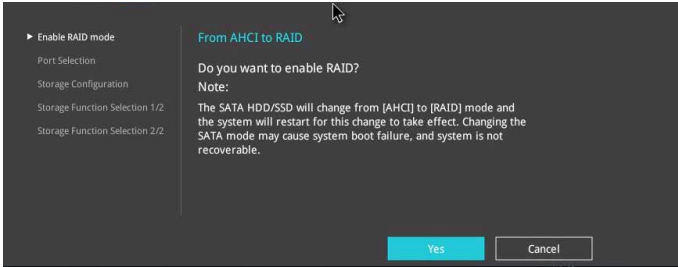 Enable RAID mode
Port Selection
Storage Configuration
Storage Function Selection 1/2
Storage Function Selection 2/2
From AHCI to RAID
Do you want to enable RAID?
Note:
The SATA HDD/SSD will change from [AHCI] to [RAID] mode and
the system will restart for this change to take effect. Changing the
SATA mode may cause system boot failure, and system is not
recoverable.
Yes
Cancel